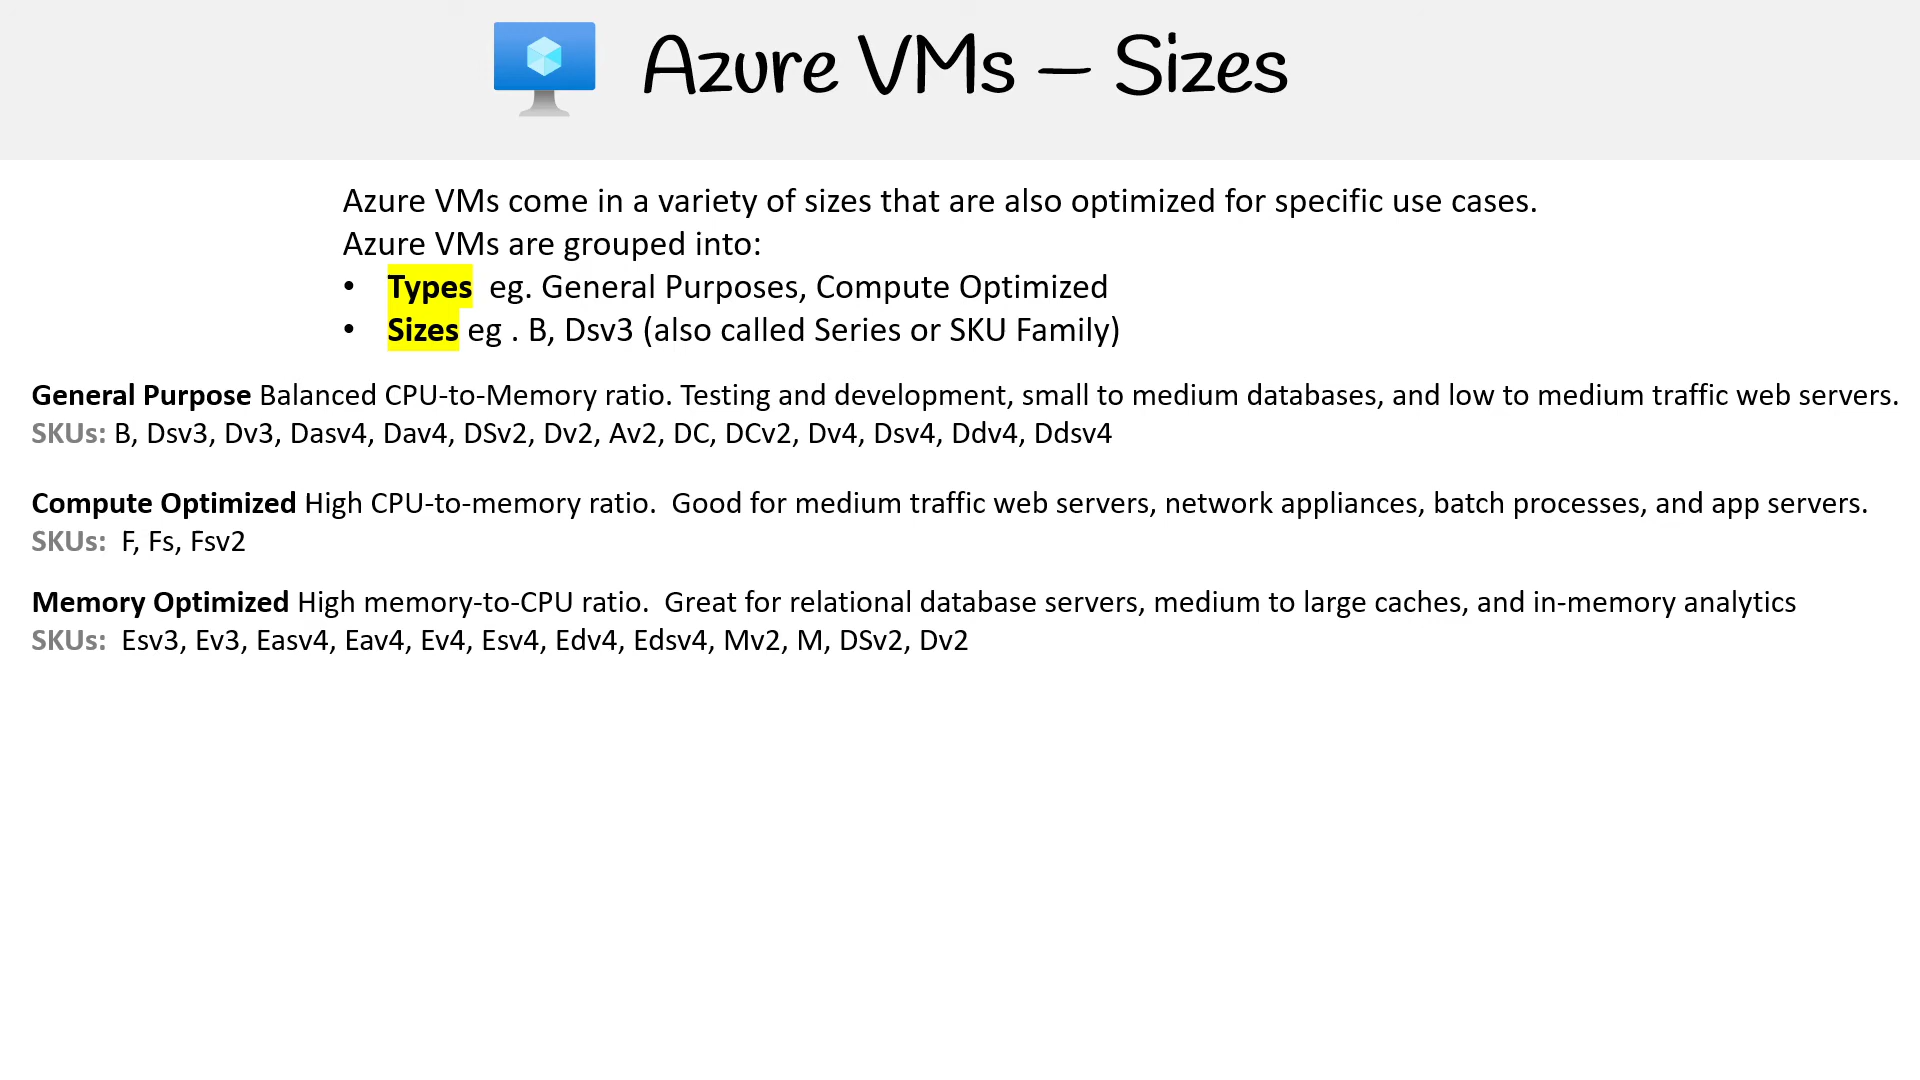 Azure VMs – Sizes
Azure VMs come in a variety of sizes that are also optimized for specific use cases.
Azure VMs are grouped into:
• Types eg. General Purposes, Compute Optimized
• Sizes eg . B, Dsv3 (also called Series or SKU Family)
General Purpose Balanced CPU-to-Memory ratio. Testing and development, small to medium databases, and low to medium traffic web servers.
SKUs: B, Dsv3, Dv3, Dasv4, Dav4, DSv2, Dv2, Av2, DC, DCv2, Dv4, Dsv4, Ddv4, Ddsv4
Compute Optimized High CPU-to-memory ratio. Good for medium traffic web servers, network appliances, batch processes, and app servers.
SKUs: F, Fs, Fsv2
Memory Optimized High memory-to-CPU ratio. Great for relational database servers, medium to large caches, and in-memory analytics
SKUs: Esv3, Ev3, Easv4, Eav4, Ev4, Esv4, Edv4, Edsv4, Mv2, M, DSv2, Dv2